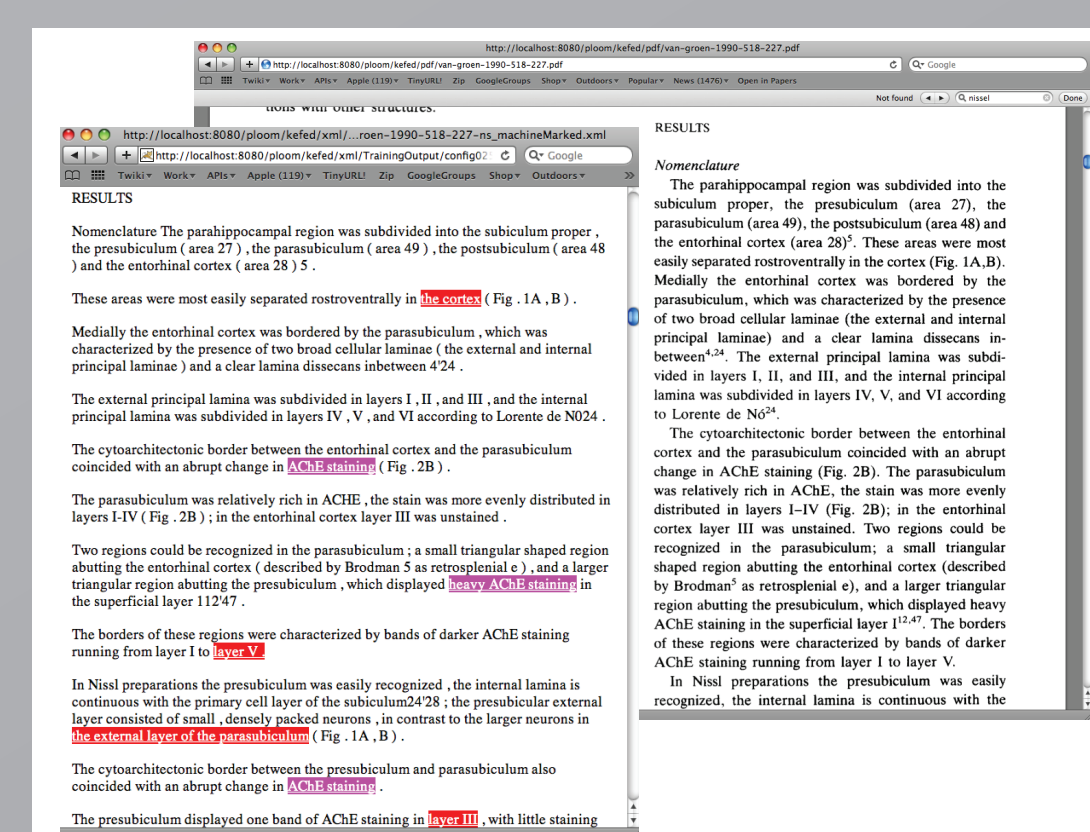 http://localhost:8080/ploom/kefed/pdf/van-groen-1990-518-227.pdf
http://localhost:8080/ploom/kefed/pdf/van-groen-1990-518-227.pdf
Google
Twiki Work APIs Apple (119) TinyURL! Zip GoogleGroups Shop Outdoors Popular News (1476) Open in Papers
Not found nissel Done
tions with other structures.
http://localhost:8080/ploom/kefed/xml/...roen-1990-518-227-ns_machineMarked.xml
http://localhost:8080/ploom/kefed/xml/TrainingOutput/config02 Google
Twiki Work APIs Apple (119) TinyURL! Zip GoogleGroups Shop Outdoors »
RESULTS
Nomenclature The parahippocampal region was subdivided into the subiculum proper ,
the presubiculum ( area 27 ) , the parasubiculum ( area 49 ) , the postsubiculum ( area 48
) and the entorhinal cortex ( area 28 ) 5 .
These areas were most easily separated rostroventrally in the cortex ( Fig . 1A , B ) .
Medially the entorhinal cortex was bordered by the parasubiculum , which was
characterized by the presence of two broad cellular laminae ( the external and internal
principal laminae ) and a clear lamina dissecans inbetween 4'24 .
The external principal lamina was subdivided in layers I , II , and III , and the internal
principal lamina was subdivided in layers IV , V , and VI according to Lorente de N024 .
The cytoarchitectonic border between the entorhinal cortex and the parasubiculum
coincided with an abrupt change in AChE staining ( Fig . 2B ) .
The parasubiculum was relatively rich in ACHE , the stain was more evenly distributed in
layers I-IV ( Fig . 2B ) ; in the entorhinal cortex layer III was unstained .
Two regions could be recognized in the parasubiculum ; a small triangular shaped region
abutting the entorhinal cortex ( described by Brodman 5 as retrosplenial e ) , and a larger
triangular region abutting the presubiculum , which displayed heavy AChE staining in
the superficial layer 112'47 .
The borders of these regions were characterized by bands of darker AChE staining
running from layer I to layer V .
In Nissl preparations the presubiculum was easily recognized , the internal lamina is
continuous with the primary cell layer of the subiculum24'28 ; the presubicular external
layer consisted of small , densely packed neurons , in contrast to the larger neurons in
the external layer of the parasubiculum ( Fig . 1A , B ) .
The cytoarchitectonic border between the presubiculum and parasubiculum also
coincided with an abrupt change in AChE staining .
The presubiculum displayed one band of AChE staining in layer III , with little staining
RESULTS
Nomenclature
The parahippocampal region was subdivided into the
subiculum proper, the presubiculum (area 27), the
parasubiculum (area 49), the postsubiculum (area 48) and
the entorhinal cortex (area 28)⁵. These areas were most
easily separated rostroventrally in the cortex (Fig. 1A,B).
Medially the entorhinal cortex was bordered by the
parasubiculum, which was characterized by the presence
of two broad cellular laminae (the external and internal
principal laminae) and a clear lamina dissecans in-
between⁴,²⁴. The external principal lamina was subdi-
vided in layers I, II, and III, and the internal principal
lamina was subdivided in layers IV, V, and VI according
to Lorente de Nó²⁴.
The cytoarchitectonic border between the entorhinal
cortex and the parasubiculum coincided with an abrupt
change in AChE staining (Fig. 2B). The parasubiculum
was relatively rich in AChE, the stain was more evenly
distributed in layers I–IV (Fig. 2B); in the entorhinal
cortex layer III was unstained. Two regions could be
recognized in the parasubiculum; a small triangular
shaped region abutting the entorhinal cortex (described
by Brodman⁵ as retrosplenial e), and a larger triangular
region abutting the presubiculum, which displayed heavy
AChE staining in the superficial layer I¹²,⁴⁷. The borders
of these regions were characterized by bands of darker
AChE staining running from layer I to layer V.
In Nissl preparations the presubiculum was easily
recognized, the internal lamina is continuous with the